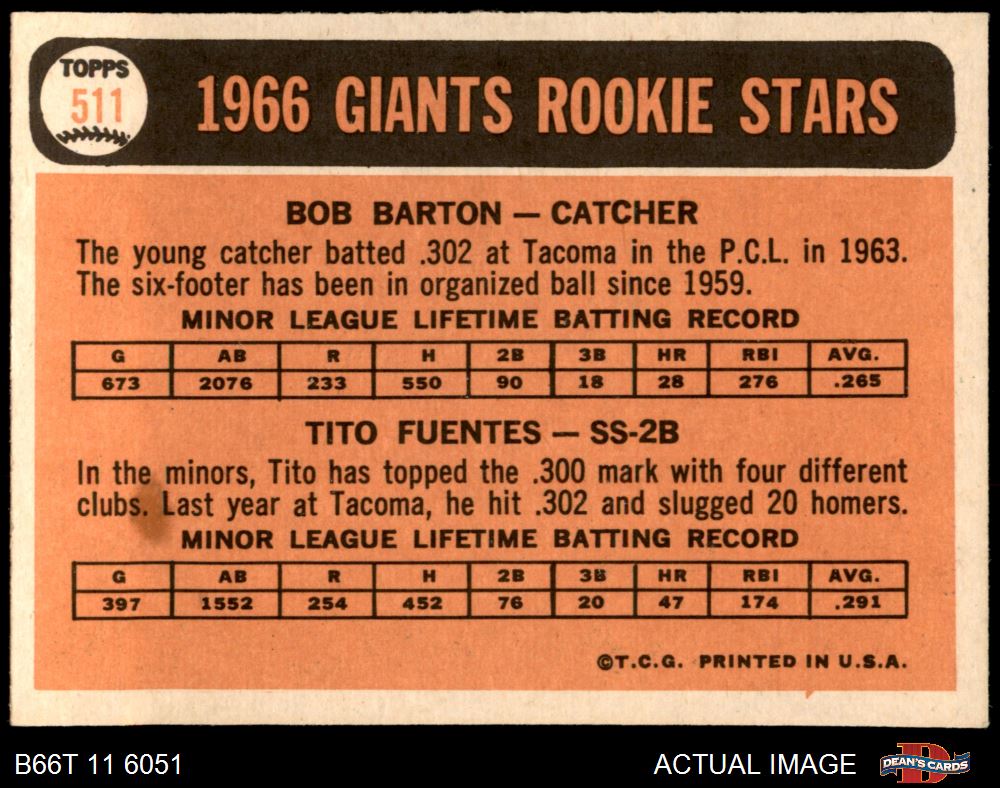 TOPPS
511
1966 GIANTS ROOKIE STARS
BOB BARTON — CATCHER
The young catcher batted .302 at Tacoma in the P.C.L. in 1963.
The six-footer has been in organized ball since 1959.
MINOR LEAGUE LIFETIME BATTING RECORD
G AB R H 2B 3B HR RBI AVG.
673 2076 233 550 90 18 28 276 .265
TITO FUENTES — SS-2B
In the minors, Tito has topped the .300 mark with four different
clubs. Last year at Tacoma, he hit .302 and slugged 20 homers.
MINOR LEAGUE LIFETIME BATTING RECORD
G AB R H 2B 3B HR RBI AVG.
397 1552 254 452 76 20 47 174 .291
©T.C.G. PRINTED IN U.S.A.
B66T 11 6051 ACTUAL IMAGE D DEAN'S CARDS